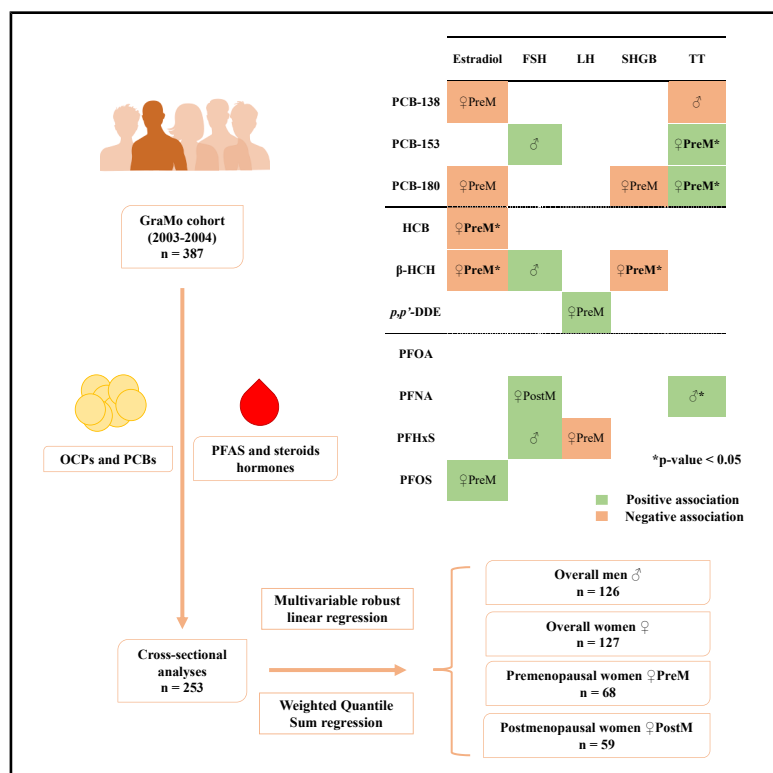 Estradiol FSH LH SHGB TT
PCB-138 ♀PreM ♂
PCB-153 ♂ ♀PreM*
PCB-180 ♀PreM ♀PreM ♀PreM*
HCB ♀PreM*
β-HCH ♀PreM* ♂ ♀PreM*
p,p’-DDE ♀PreM
PFOA
PFNA ♀PostM ♂*
PFHxS ♂ ♀PreM
PFOS ♀PreM
*p-value < 0.05
Positive association
Negative association
GraMo cohort
(2003-2004)
n = 387
OCPs and PCBs
PFAS and steroids
hormones
Cross-sectional
analyses
n = 253
Multivariable robust
linear regression
Weighted Quantile
Sum regression
Overall men ♂
n = 126
Overall women ♀
n = 127
Premenopausal women ♀PreM
n = 68
Postmenopausal women ♀PostM
n = 59